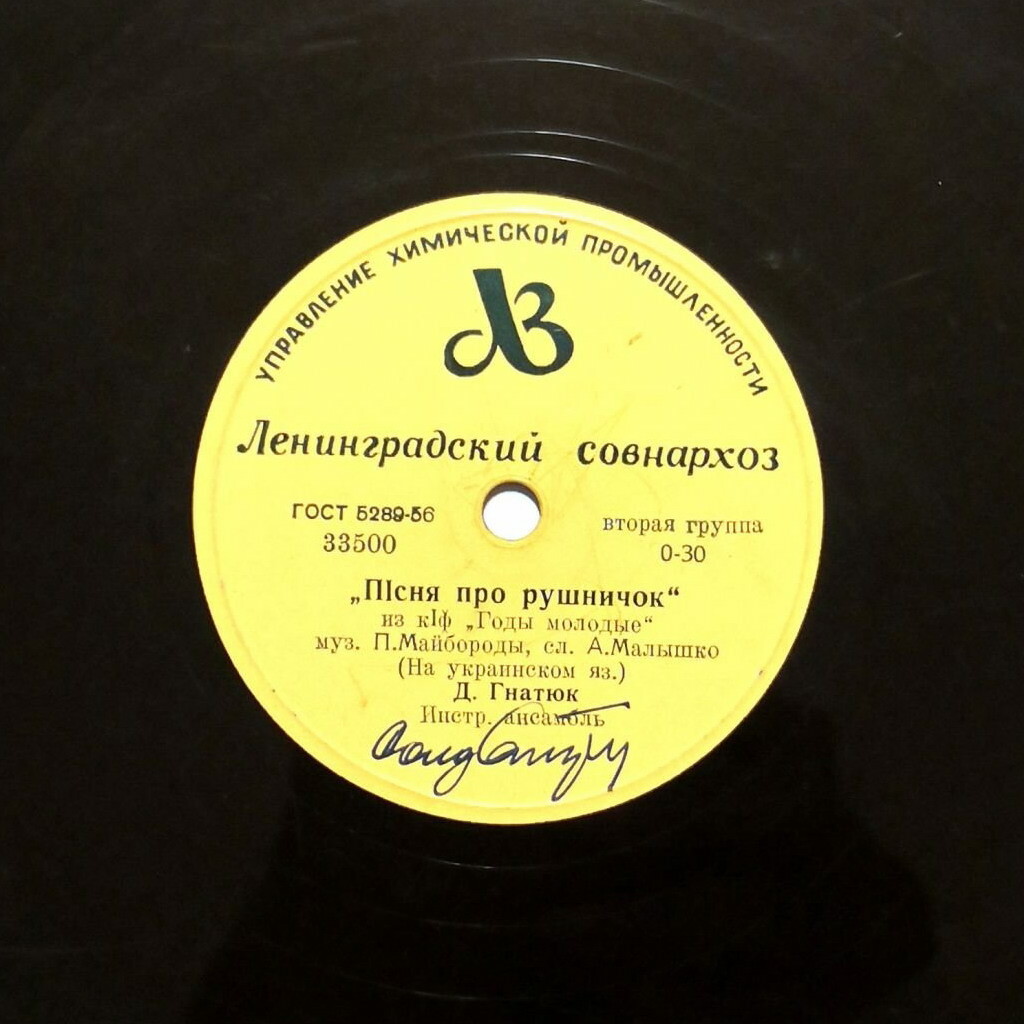 УПРАВЛЕНИЕ ХИМИЧЕСКОЙ ПРОМЫШЛЕННОСТИ
ЛЗ
Ленинградский совнархоз
ГОСТ 5289-56 вторая группа
33500 0-30
„ПІсня про рушничок“
из кІф „Годы молодые“
муз. П.Майбороды, сл. А.Малышко
(На украинском яз.)
Д. Гнатюк
Инстр. ансамбль